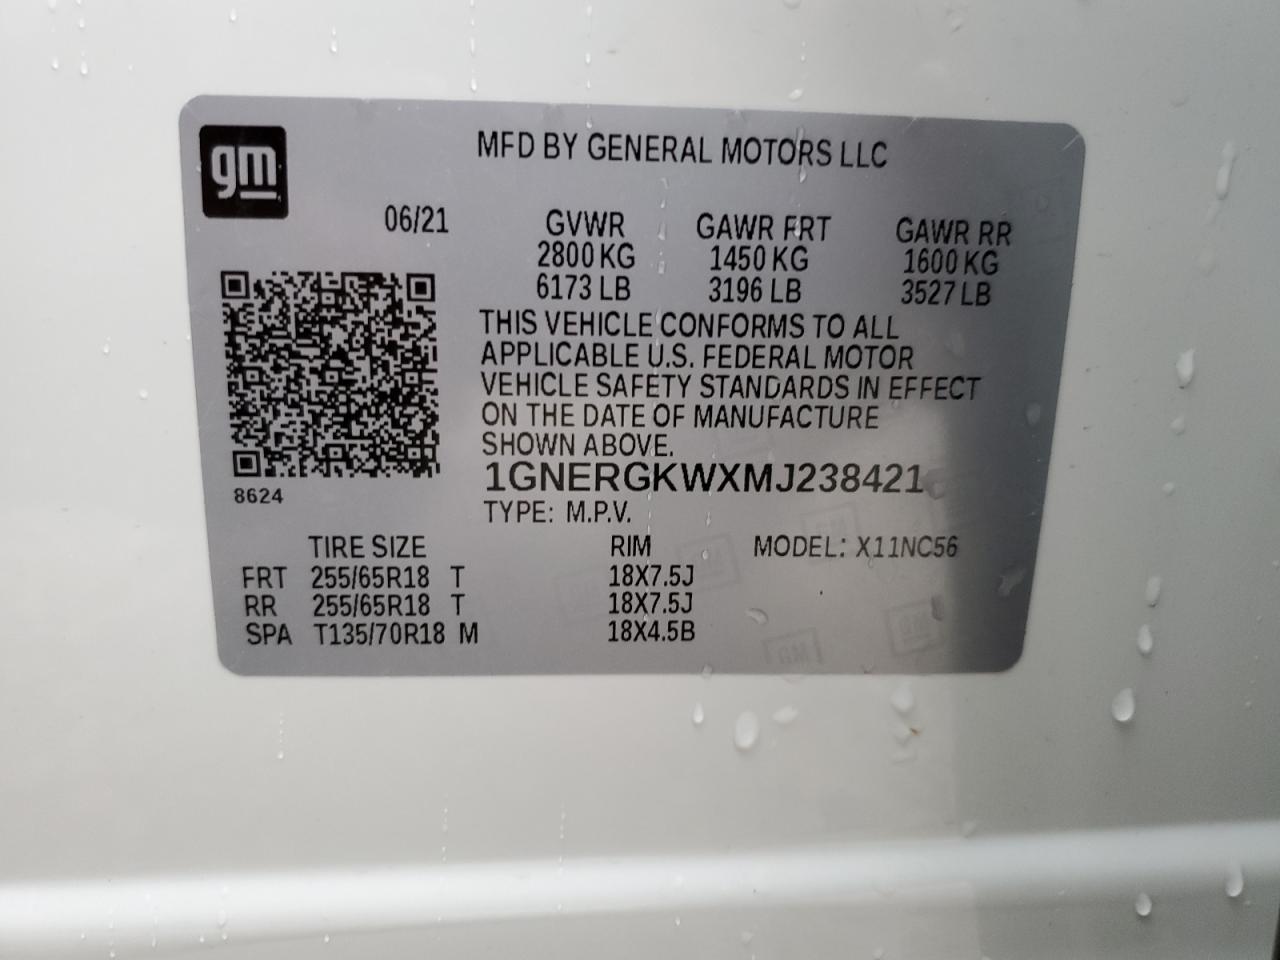 gm
MFD BY GENERAL MOTORS LLC
06/21
GVWR GAWR FRT GAWR RR
2800 KG 1450 KG 1600 KG
6173 LB 3196 LB 3527 LB
THIS VEHICLE CONFORMS TO ALL
APPLICABLE U.S. FEDERAL MOTOR
VEHICLE SAFETY STANDARDS IN EFFECT
ON THE DATE OF MANUFACTURE
SHOWN ABOVE.
1GNERGKWXMJ238421
8624
TYPE: M.P.V.
TIRE SIZE RIM MODEL: X11NC56
FRT 255/65R18 T 18X7.5J
RR 255/65R18 T 18X7.5J
SPA T135/70R18 M 18X4.5B